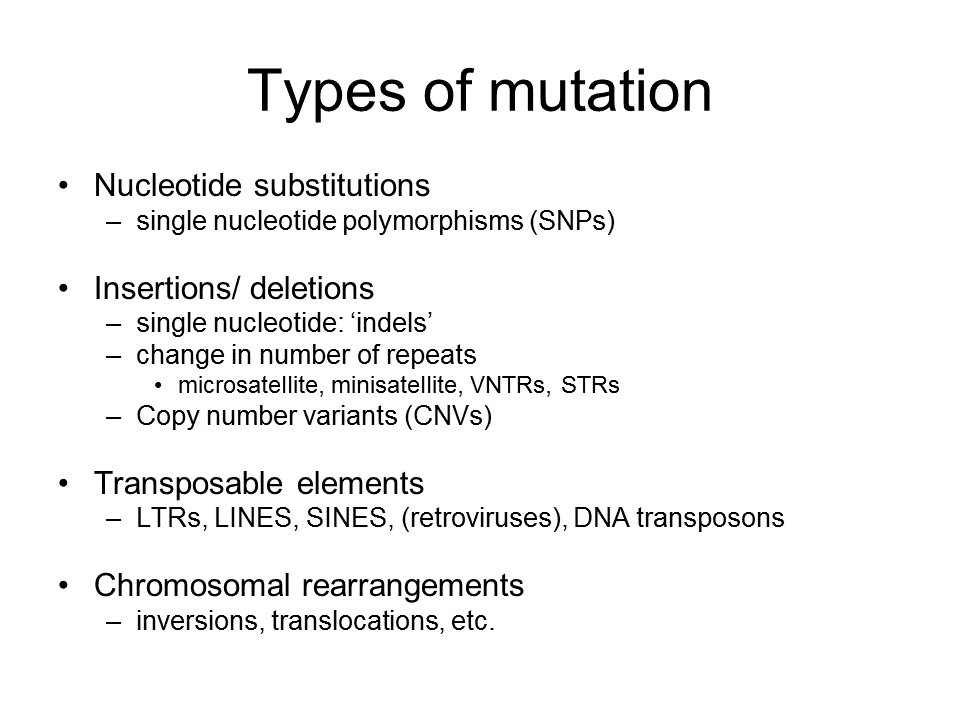 Types of mutation
• Nucleotide substitutions
– single nucleotide polymorphisms (SNPs)
• Insertions/ deletions
– single nucleotide: ‘indels’
– change in number of repeats
• microsatellite, minisatellite, VNTRs, STRs
– Copy number variants (CNVs)
• Transposable elements
– LTRs, LINES, SINES, (retroviruses), DNA transposons
• Chromosomal rearrangements
– inversions, translocations, etc.